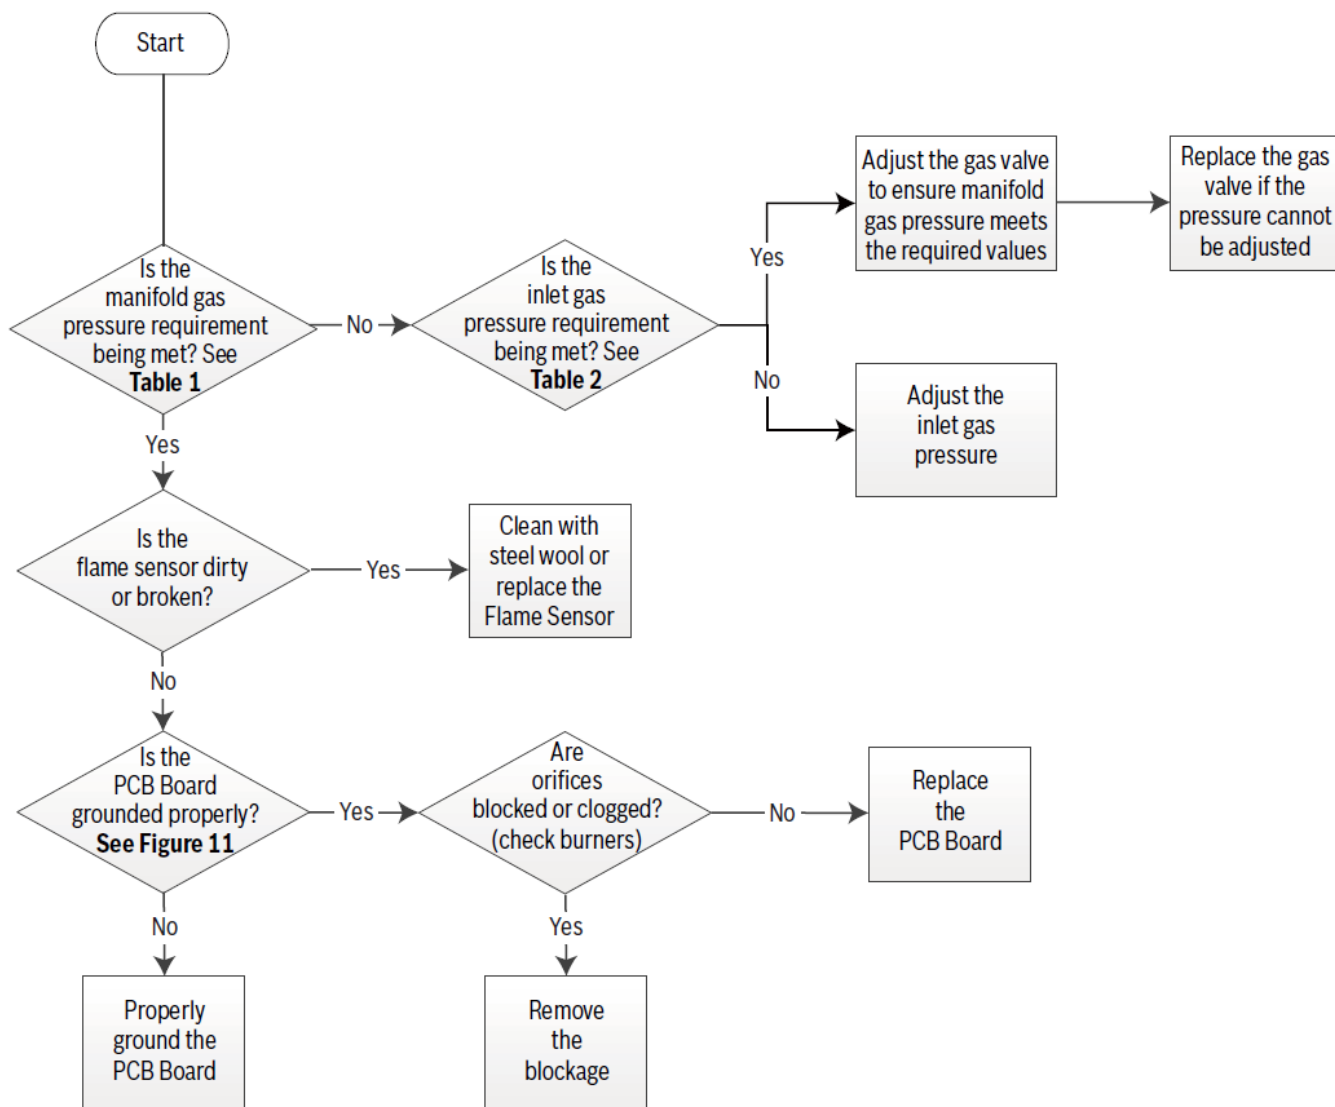 Start
Is the
manifold gas
pressure requirement
being met? See
Table 1
No
Is the
inlet gas
pressure requirement
being met? See
Table 2
Yes
Adjust the gas valve
to ensure manifold
gas pressure meets
the required values
Replace the gas
valve if the
pressure cannot
be adjusted
No
Adjust the
inlet gas
pressure
Yes
Is the
flame sensor dirty
or broken?
Yes
Clean with
steel wool or
replace the
Flame Sensor
No
Is the
PCB Board
grounded properly?
See Figure 11
Yes
Are
orifices
blocked or clogged?
(check burners)
No
Replace
the
PCB Board
No
Properly
ground the
PCB Board
Yes
Remove
the
blockage